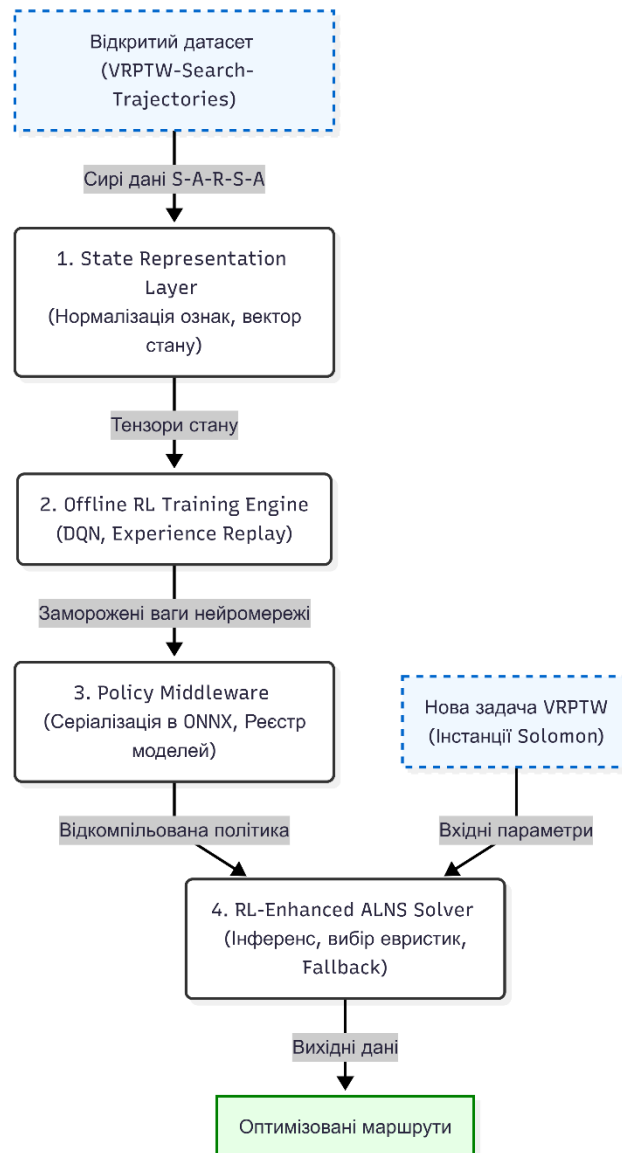 Відкритий датасет
(VRPTW-Search-
Trajectories)
Сирі дані S-A-R-S-A
1. State Representation
Layer
(Нормалізація ознак, вектор
стану)
Тензори стану
2. Offline RL Training Engine
(DQN, Experience Replay)
Заморожені ваги нейромережі
3. Policy Middleware
(Серіалізація в ONNX, Реєстр
моделей)
Нова задача VRPTW
(Інстанції Solomon)
Відкомпільована політика
Вхідні параметри
4. RL-Enhanced ALNS Solver
(Інференс, вибір евристик,
Fallback)
Вихідні дані
Оптимізовані маршрути